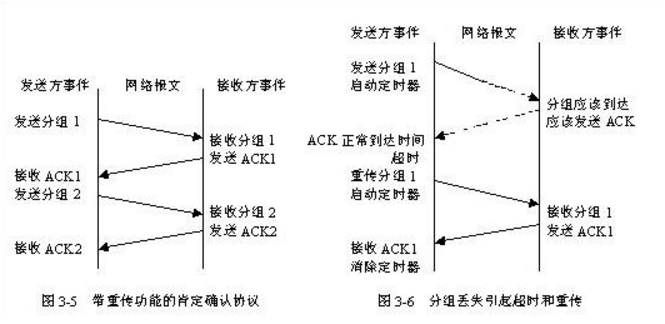 发送方事件 网络报文 接收方事件
发送分组 1
接收分组 1
发送 ACK1
接收 ACK1
发送分组 2
接收分组 2
发送 ACK2
接收 ACK2
图 3-5 带重传功能的肯定确认协议
发送方事件 网络报文 接收方事件
发送分组 1
启动定时器
分组应该到达
应该发送 ACK
ACK 正常到达时间
超时
重传分组 1
启动定时器
接收分组 1
发送 ACK1
接收 ACK1
消除定时器
图 3-6 分组丢失引起超时和重传